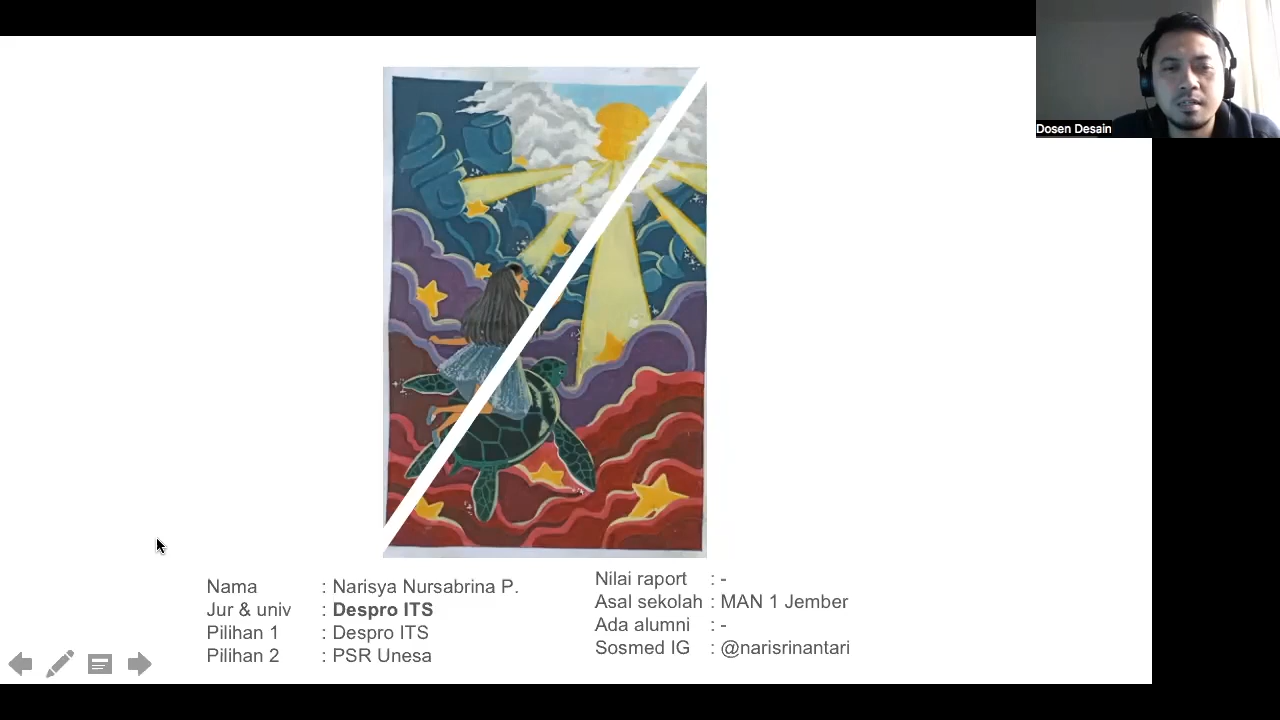 Dosen Desain
Nama : Narisya Nursabrina P.
Jur & univ : Despro ITS
Pilihan 1 : Despro ITS
Pilihan 2 : PSR Unesa
Nilai raport : -
Asal sekolah : MAN 1 Jember
Ada alumni : -
Sosmed IG : @narisrinantari